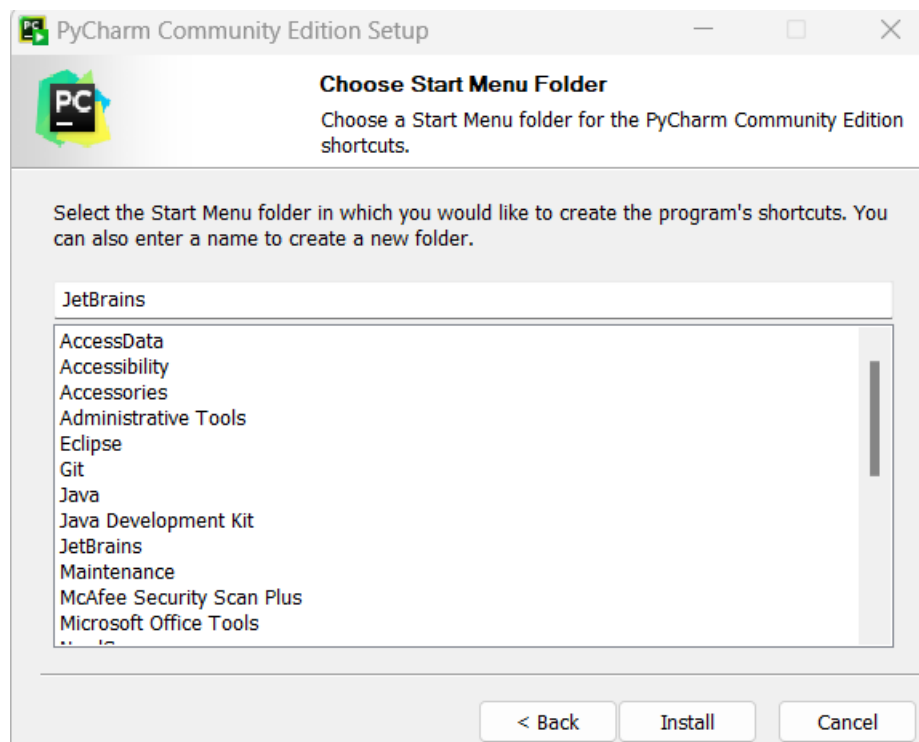 PyCharm Community Edition Setup
PC
Choose Start Menu Folder
Choose a Start Menu folder for the PyCharm Community Edition
shortcuts.
Select the Start Menu folder in which you would like to create the program's shortcuts. You
can also enter a name to create a new folder.
JetBrains
AccessData
Accessibility
Accessories
Administrative Tools
Eclipse
Git
Java
Java Development Kit
JetBrains
Maintenance
McAfee Security Scan Plus
Microsoft Office Tools
< Back
Install
Cancel